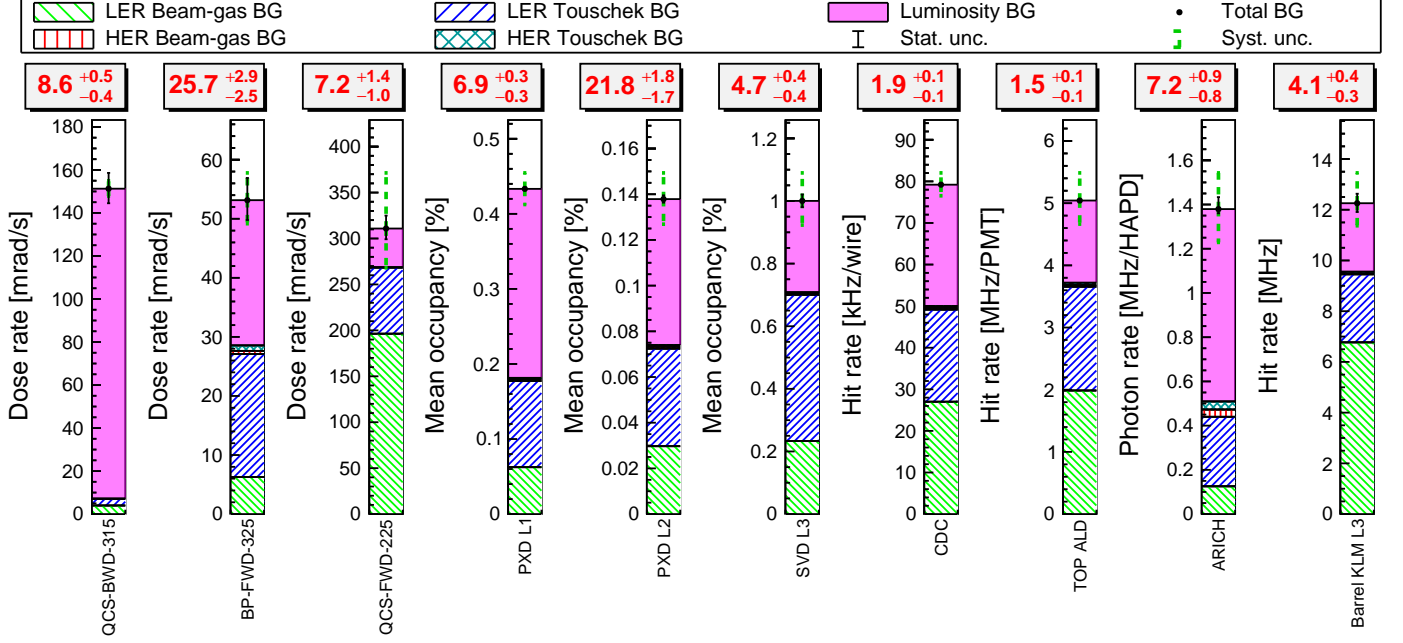 LER Beam-gas BG LER Touschek BG Luminosity BG Total BG
HER Beam-gas BG HER Touschek BG Stat. unc. Syst. unc.
8.6 +0.5 −0.4
25.7 +2.9 −2.5
7.2 +1.4 −1.0
6.9 +0.3 −0.3
21.8 +1.8 −1.7
4.7 +0.4 −0.4
1.9 +0.1 −0.1
1.5 +0.1 −0.1
7.2 +0.9 −0.8
4.1 +0.4 −0.3
Dose rate [mrad/s]
180
160
140
120
100
80
60
40
20
0
QCS-BWD-315
Dose rate [mrad/s]
60
50
40
30
20
10
0
BP-FWD-325
Dose rate [mrad/s]
400
350
300
250
200
150
100
50
0
QCS-FWD-225
Mean occupancy [%]
0.5
0.4
0.3
0.2
0.1
0
PXD L1
Mean occupancy [%]
0.16
0.14
0.12
0.1
0.08
0.06
0.04
0.02
0
PXD L2
Mean occupancy [%]
1.2
1
0.8
0.6
0.4
0.2
0
SVD L3
Hit rate [kHz/wire]
90
80
70
60
50
40
30
20
10
0
CDC
Hit rate [MHz/PMT]
6
5
4
3
2
1
0
TOP ALD
Photon rate [MHz/HAPD]
1.6
1.4
1.2
1
0.8
0.6
0.4
0.2
0
ARICH
Hit rate [MHz]
14
12
10
8
6
4
2
0
Barrel KLM L3